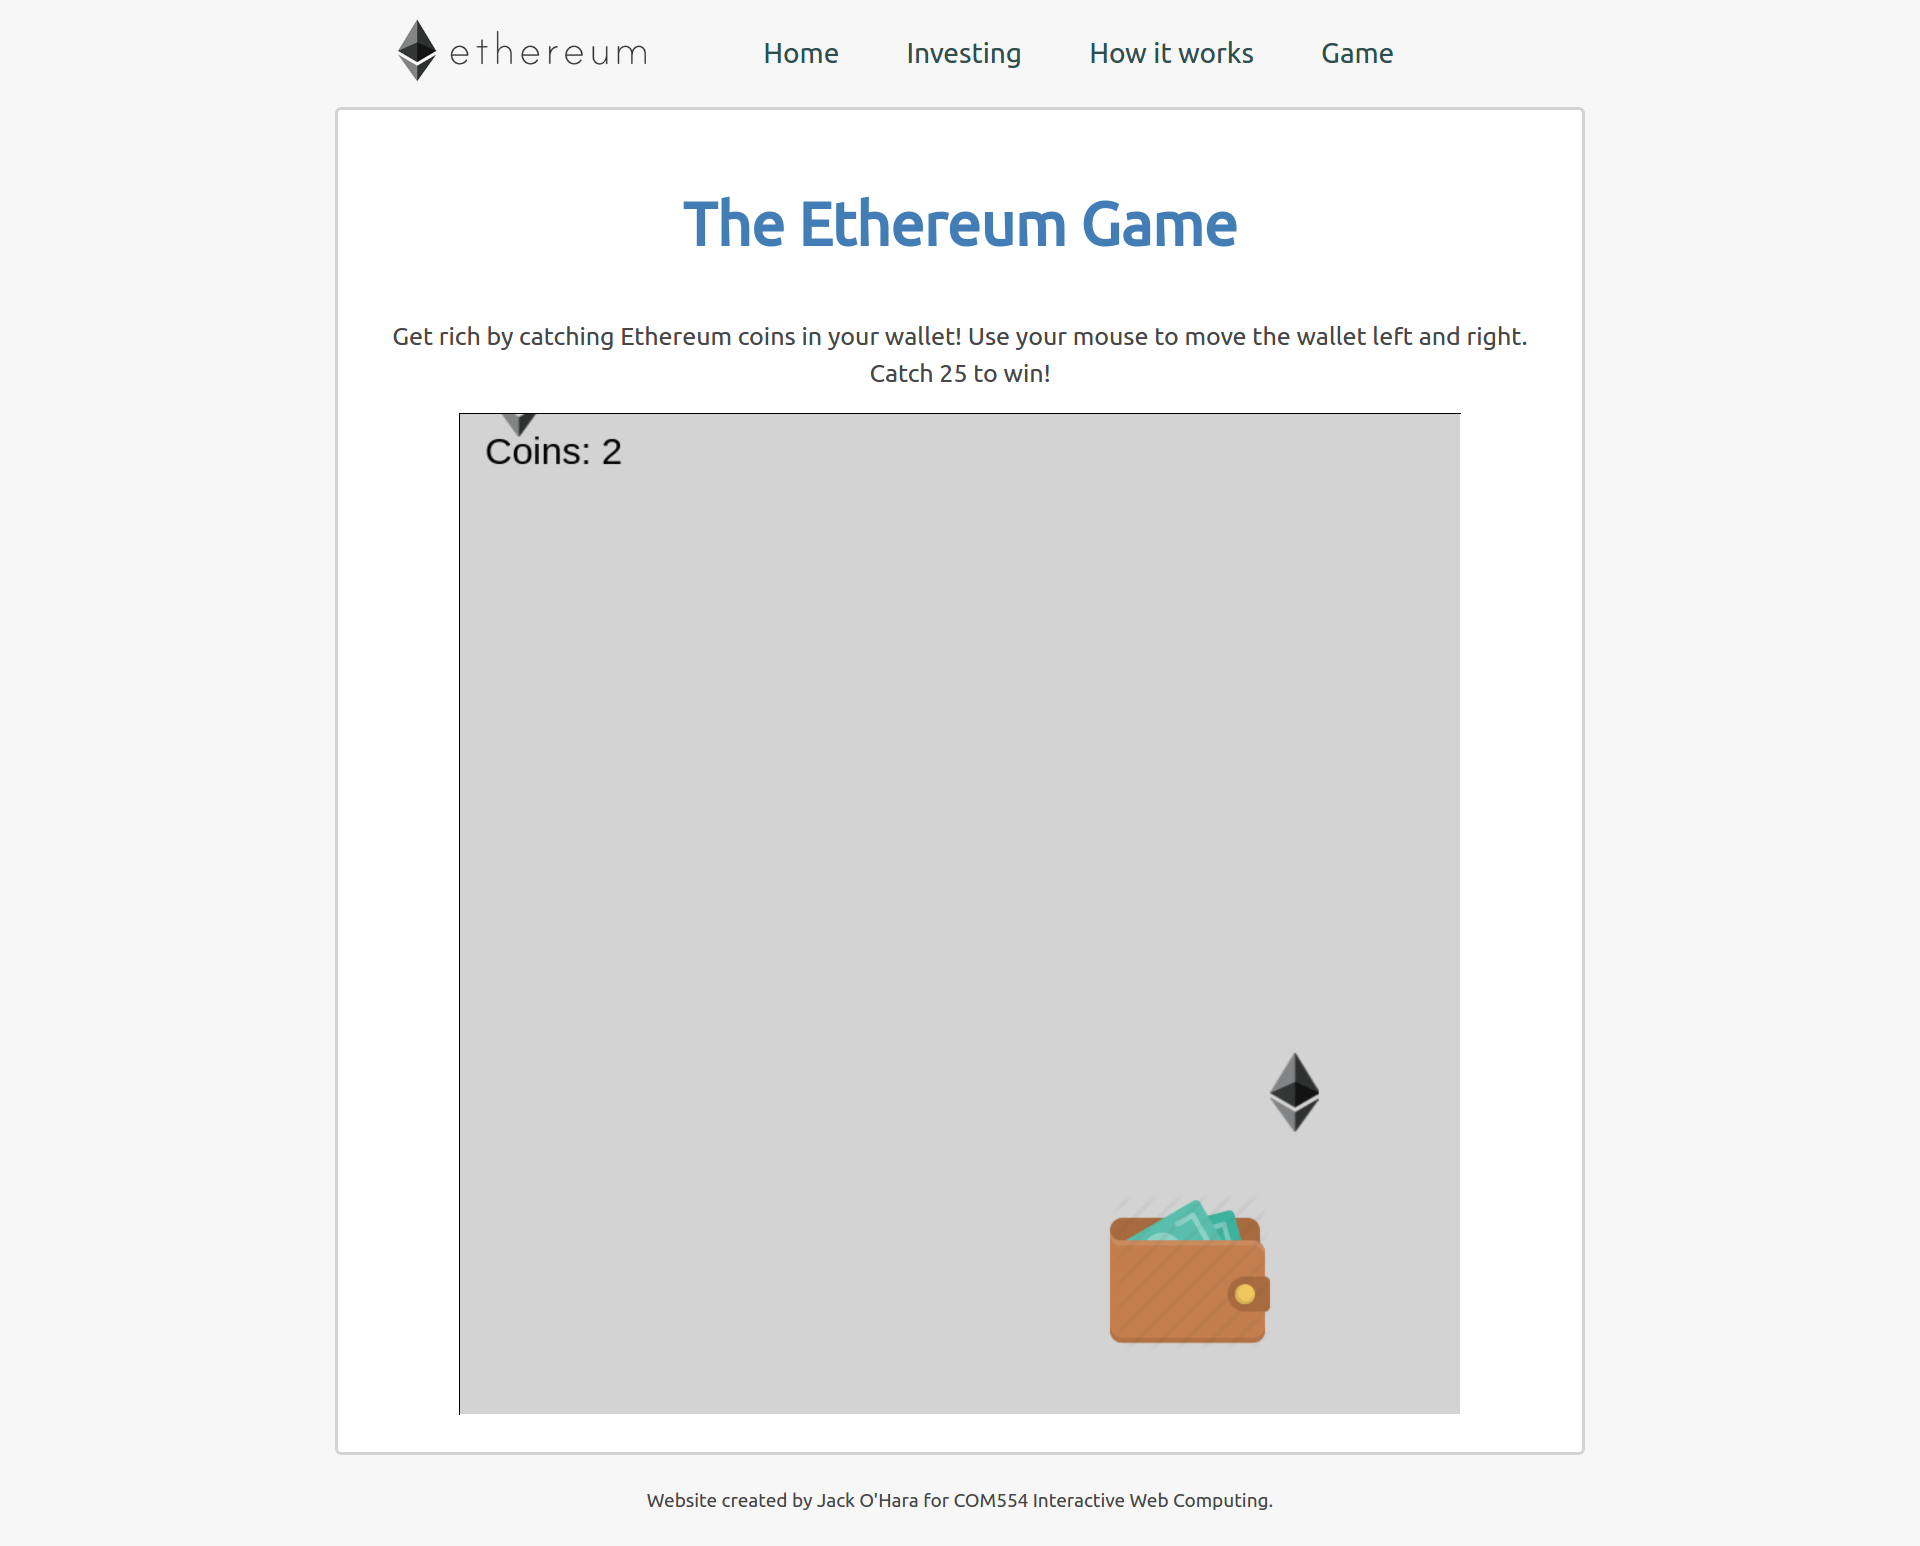 ethereum
Home Investing How it works Game
The Ethereum Game
Get rich by catching Ethereum coins in your wallet! Use your mouse to move the wallet left and right.
Catch 25 to win!
Coins: 2
Website created by Jack O'Hara for COM554 Interactive Web Computing.